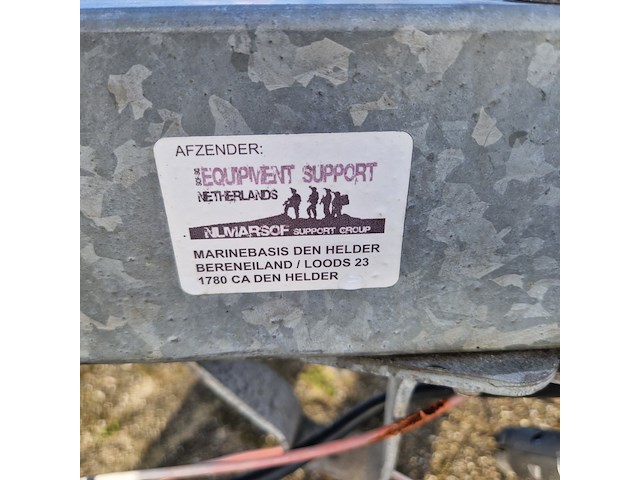 AFZENDER:
EQUIPMENT SUPPORT
NETHERLANDS
NLMARSOF SUPPORT GROUP
MARINEBASIS DEN HELDER
BERENEILAND / LOODS 23
1780 CA DEN HELDER